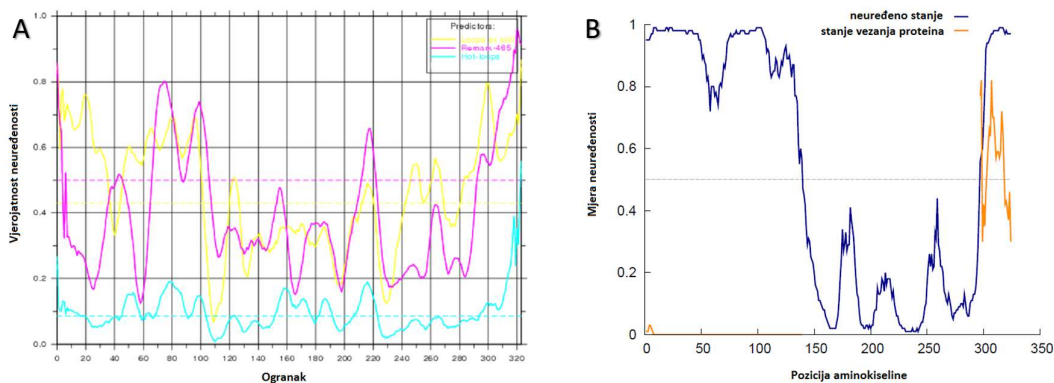 A
Vjerojatnost neuređenosti
1.0
0.8
0.6
0.4
0.2
0.0
Predictors:
Remark-465
Hot-loops
0 20 40 60 80 100 120 140 160 180 200 220 240 260 280 300 320
Ogranak
B
neuređeno stanje
stanje vezanja proteina
Mjera neuređenosti
1
0.8
0.6
0.4
0.2
0
0 50 100 150 200 250 300 350
Pozicija aminokiseline